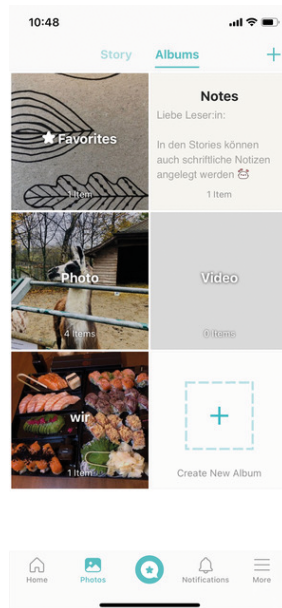 10:48
Story
Albums
Favorites
1 Item
Notes
Liebe Leser:in:
In den Stories können
auch schriftliche Notizen
angelegt werden
1 Item
Photo
4 Items
Video
0 Items
wir
1 Item
Create New Album
Home
Photos
Notifications
More